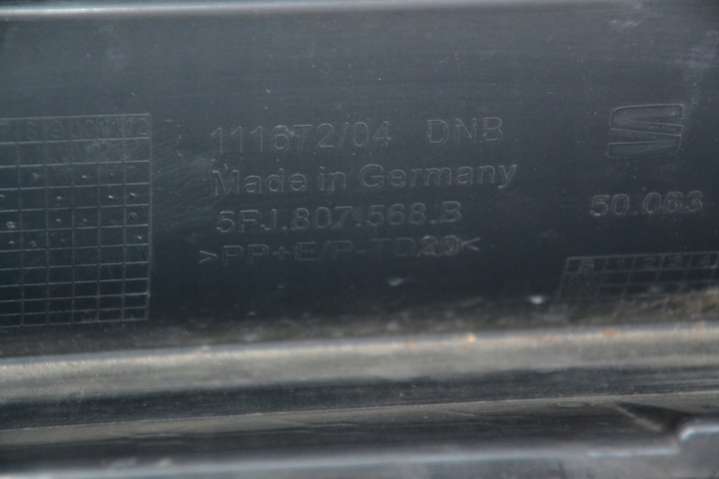 111672/04 DNB
Made in Germany
5FJ.807.568.B
>PP+E/P-TD20<
50.063